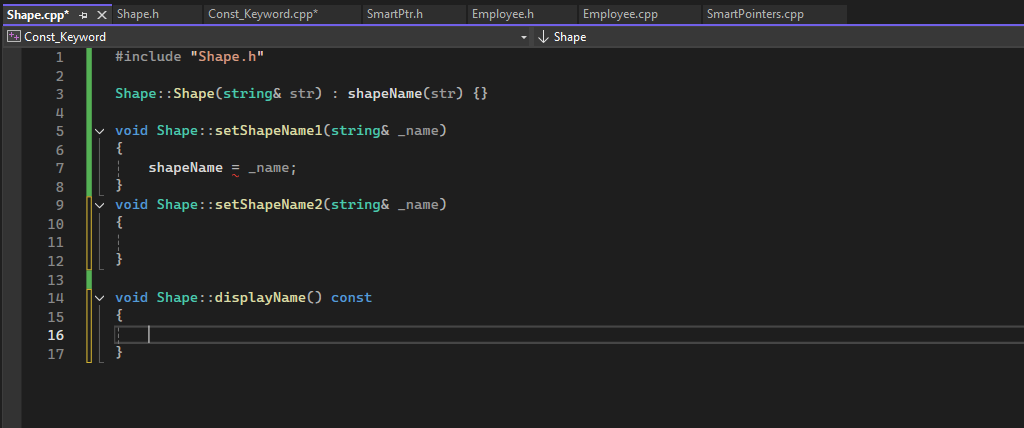 Shape.cpp* Shape.h Const_Keyword.cpp* SmartPtr.h Employee.h Employee.cpp SmartPointers.cpp
Const_Keyword Shape
1 #include "Shape.h"
2
3 Shape::Shape(string& str) : shapeName(str) {}
4
5 void Shape::setShapeName1(string& _name)
6 {
7 shapeName = _name;
8 }
9 void Shape::setShapeName2(string& _name)
10 {
11
12 }
13
14 void Shape::displayName() const
15 {
16
17 }